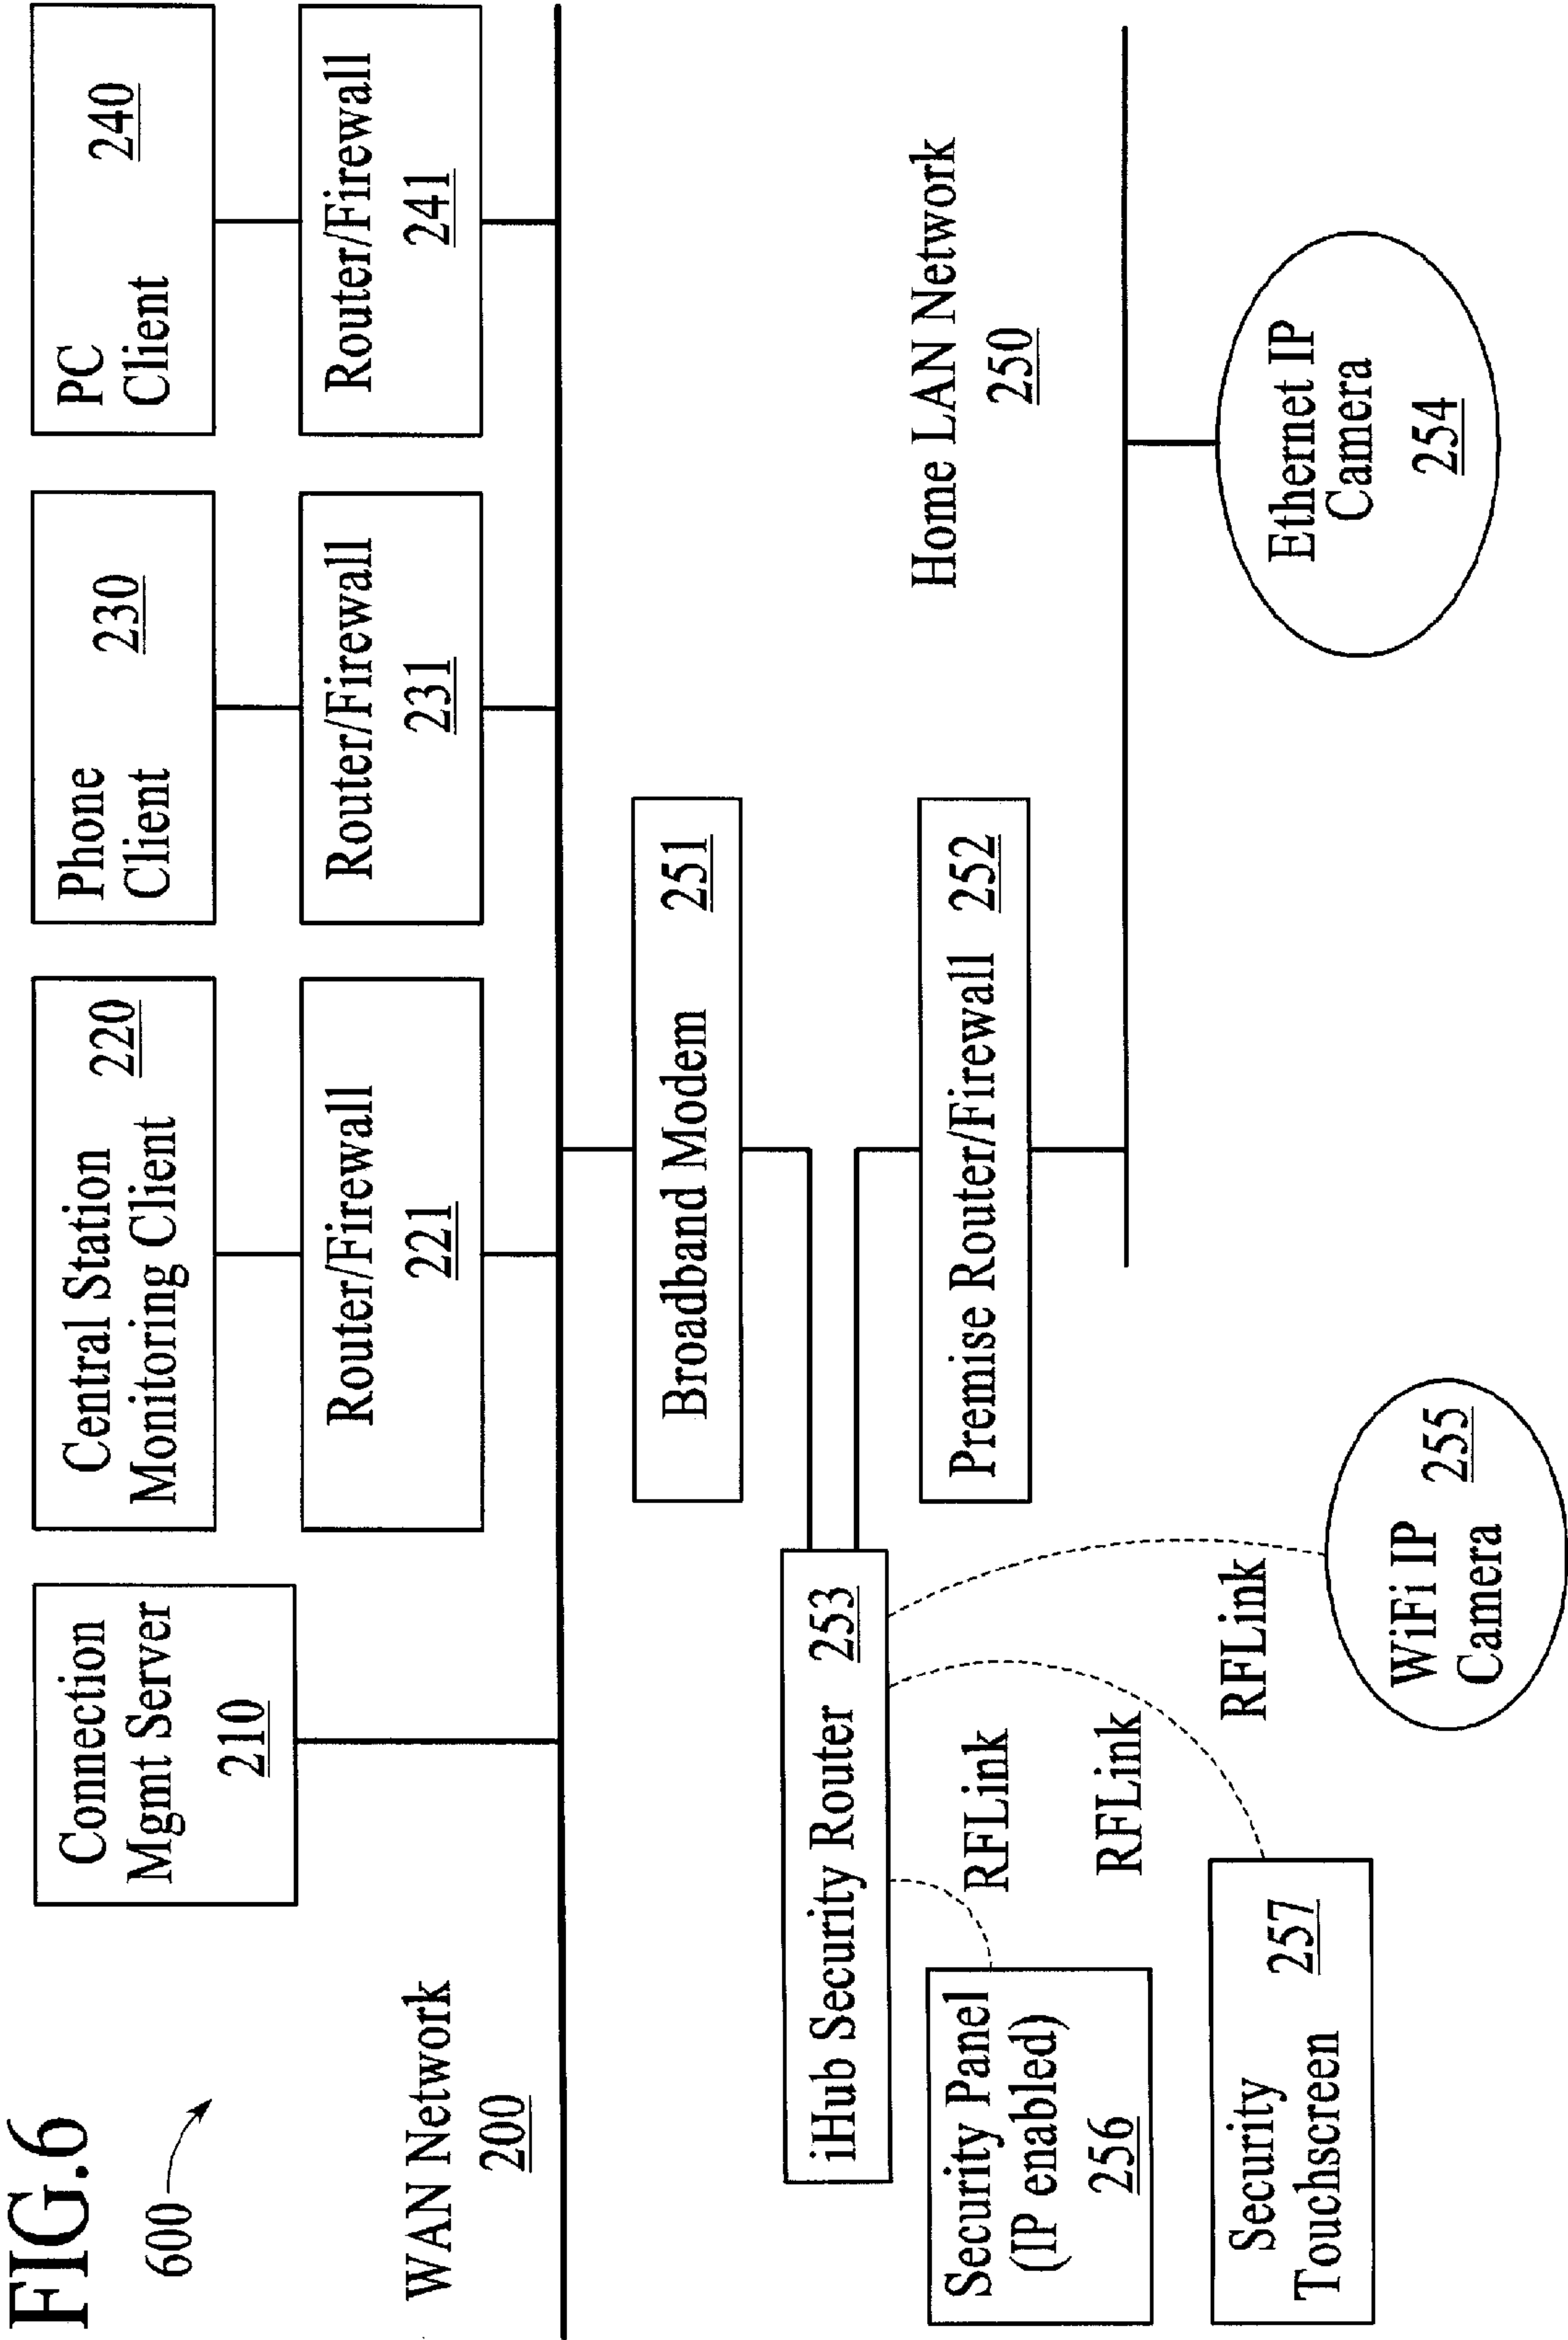 FIG.6
600
WAN Network
200
Connection
Mgmt Server
210
Central Station
Monitoring Client
220
Router/Firewall
221
Phone
Client
230
Router/Firewall
231
PC
Client
240
Router/Firewall
241
Broadband Modem 251
iHub Security Router 253
Premise Router/Firewall 252
Home LAN Network
250
Security Panel
(IP enabled)
256
RFLink
RFLink
RFLink
Security
Touchscreen
257
WiFi IP
Camera
255
Ethernet IP
Camera
254